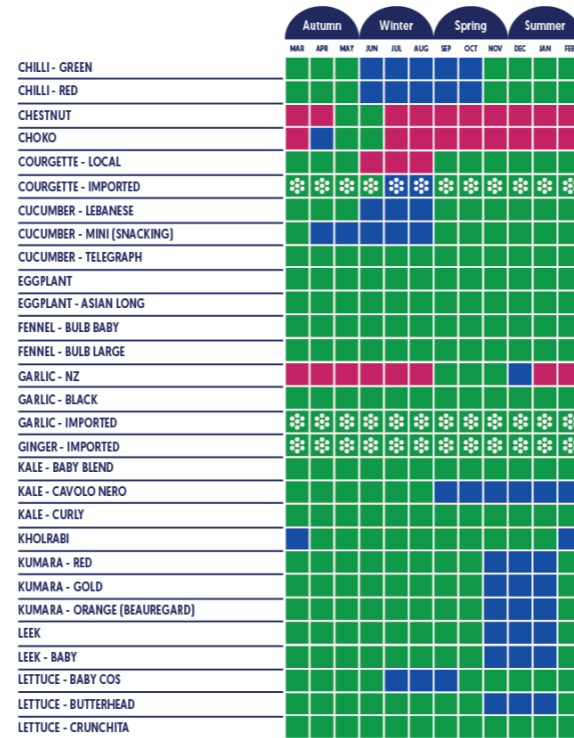 Autumn Winter Spring Summer
MAR APR MAY JUN JUL AUG SEP OCT NOV DEC JAN FEB
CHILLI - GREEN
CHILLI - RED
CHESTNUT
CHOKO
COURGETTE - LOCAL
COURGETTE - IMPORTED
CUCUMBER - LEBANESE
CUCUMBER - MINI (SNACKING)
CUCUMBER - TELEGRAPH
EGGPLANT
EGGPLANT - ASIAN LONG
FENNEL - BULB BABY
FENNEL - BULB LARGE
GARLIC - NZ
GARLIC - BLACK
GARLIC - IMPORTED
GINGER - IMPORTED
KALE - BABY BLEND
KALE - CAVOLO NERO
KALE - CURLY
KHOLRABI
KUMARA - RED
KUMARA - GOLD
KUMARA - ORANGE (BEAUREGARD)
LEEK
LEEK - BABY
LETTUCE - BABY COS
LETTUCE - BUTTERHEAD
LETTUCE - CRUNCHITA